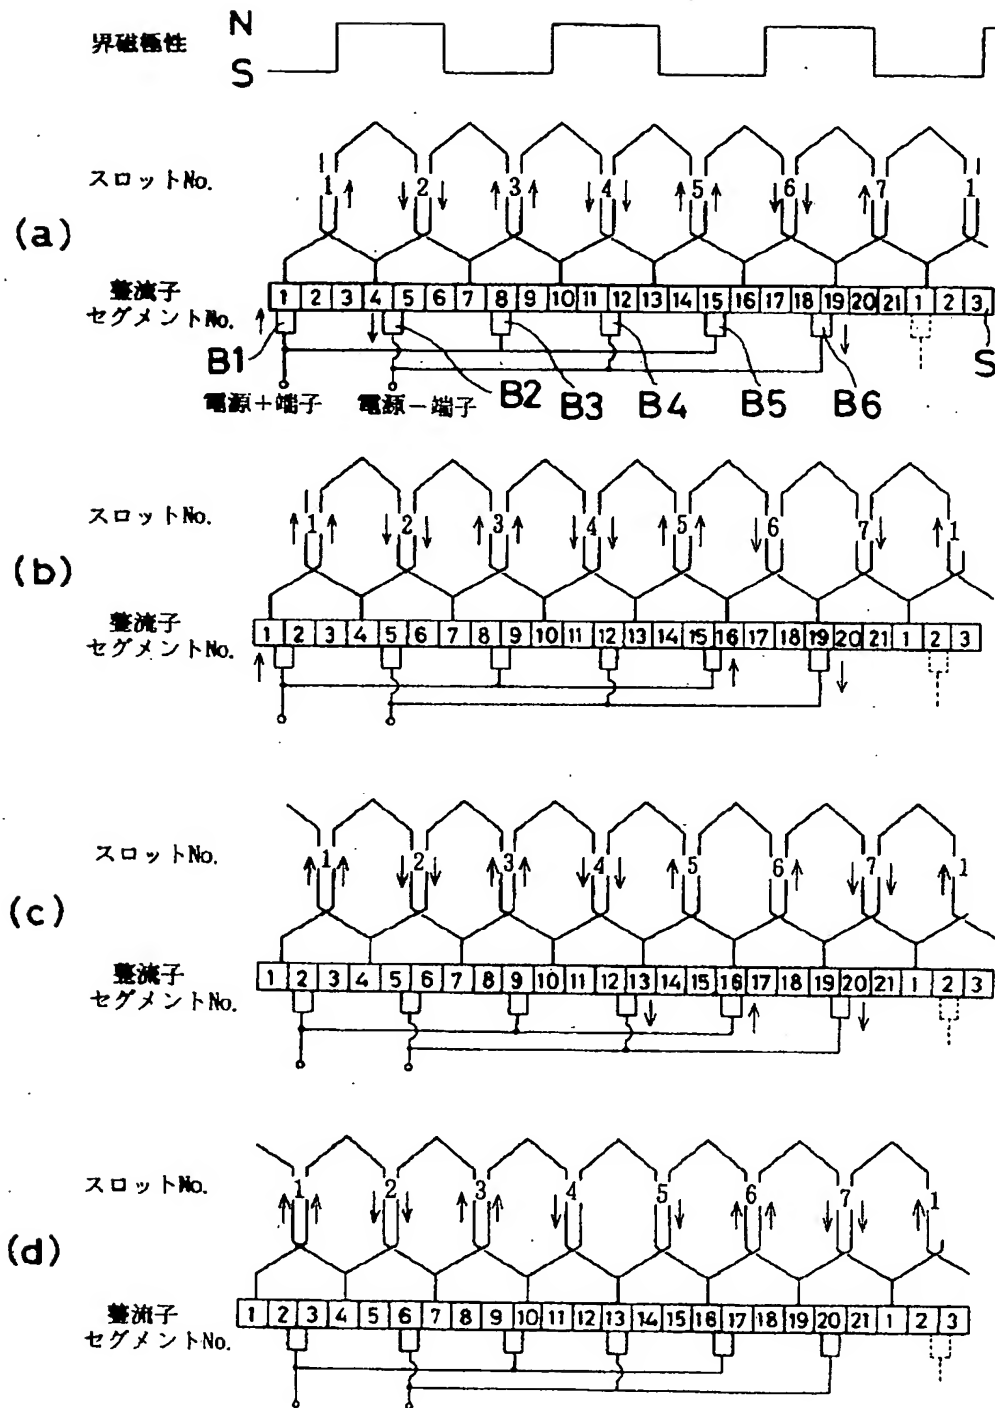 界磁極性 N
S
スロットNo. 1 2 3 4 5 6 7 1
(a)
整流子
セグメントNo. 1 2 3 4 5 6 7 8 9 10 11 12 13 14 15 16 17 18 19 20 21 1 2 3
B1 B2 B3 B4 B5 B6 S
電源+端子 電源-端子
スロットNo. 1 2 3 4 5 6 7 1
(b)
整流子
セグメントNo. 1 2 3 4 5 6 7 8 9 10 11 12 13 14 15 16 17 18 19 20 21 1 2 3
スロットNo. 1 2 3 4 5 6 7 1
(c)
整流子
セグメントNo. 1 2 3 4 5 6 7 8 9 10 11 12 13 14 15 16 17 18 19 20 21 1 2 3
スロットNo. 1 2 3 4 5 6 7 1
(d)
整流子
セグメントNo. 1 2 3 4 5 6 7 8 9 10 11 12 13 14 15 16 17 18 19 20 21 1 2 3